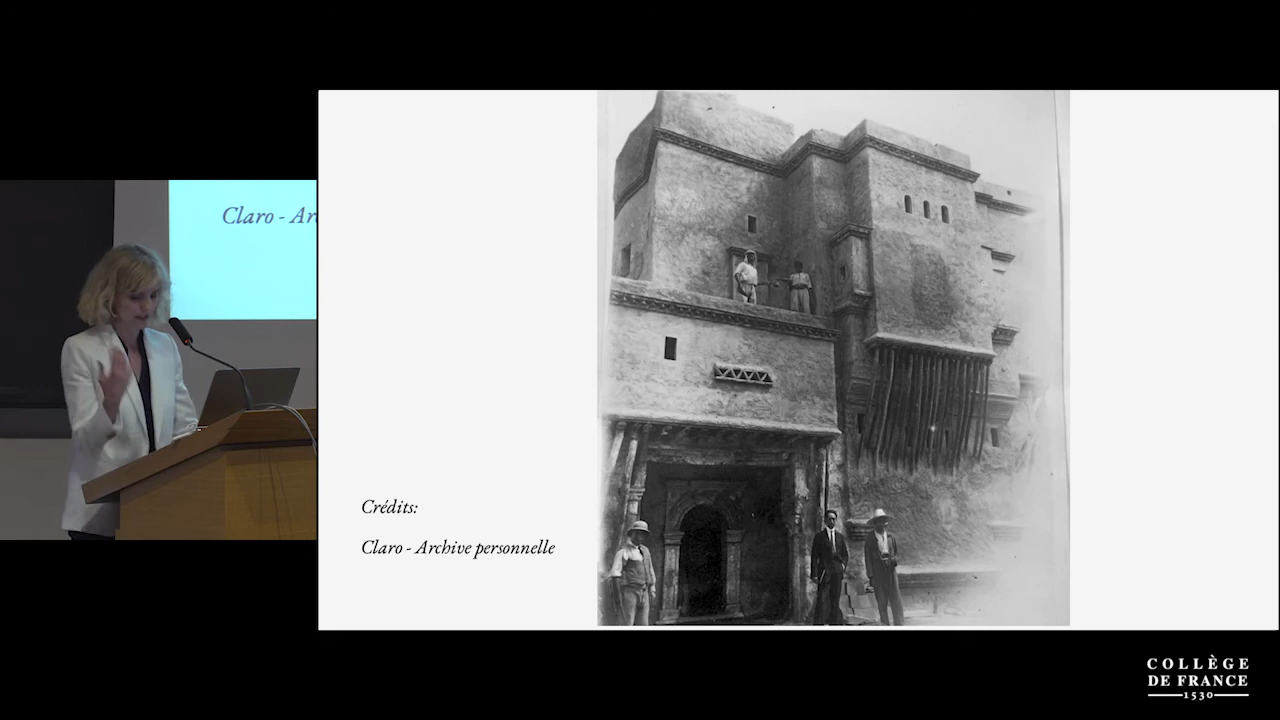 Claro - Ar
Crédits:
Claro - Archive personnelle
COLLÈGE
DE FRANCE
1530